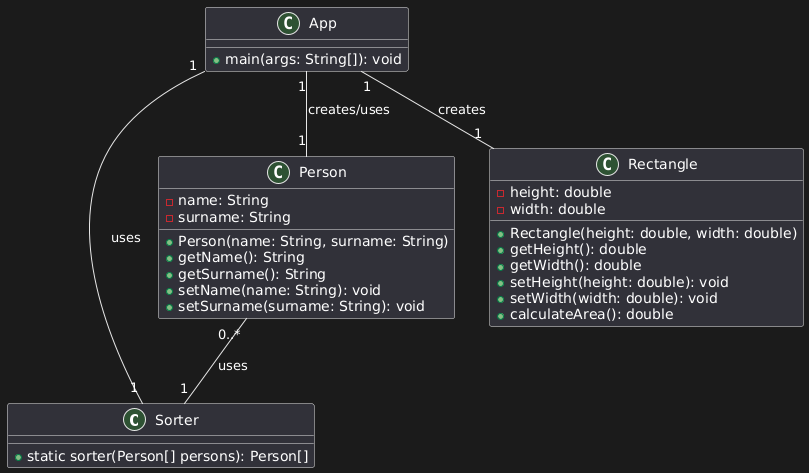 C App
main(args: String[]): void
1
1
1
creates/uses
creates
1
1
C Person
name: String
surname: String
Person(name: String, surname: String)
getName(): String
getSurname(): String
setName(name: String): void
setSurname(surname: String): void
C Rectangle
height: double
width: double
Rectangle(height: double, width: double)
getHeight(): double
getWidth(): double
setHeight(height: double): void
setWidth(width: double): void
calculateArea(): double
uses
0..*
uses
1
1
C Sorter
static sorter(Person[] persons): Person[]